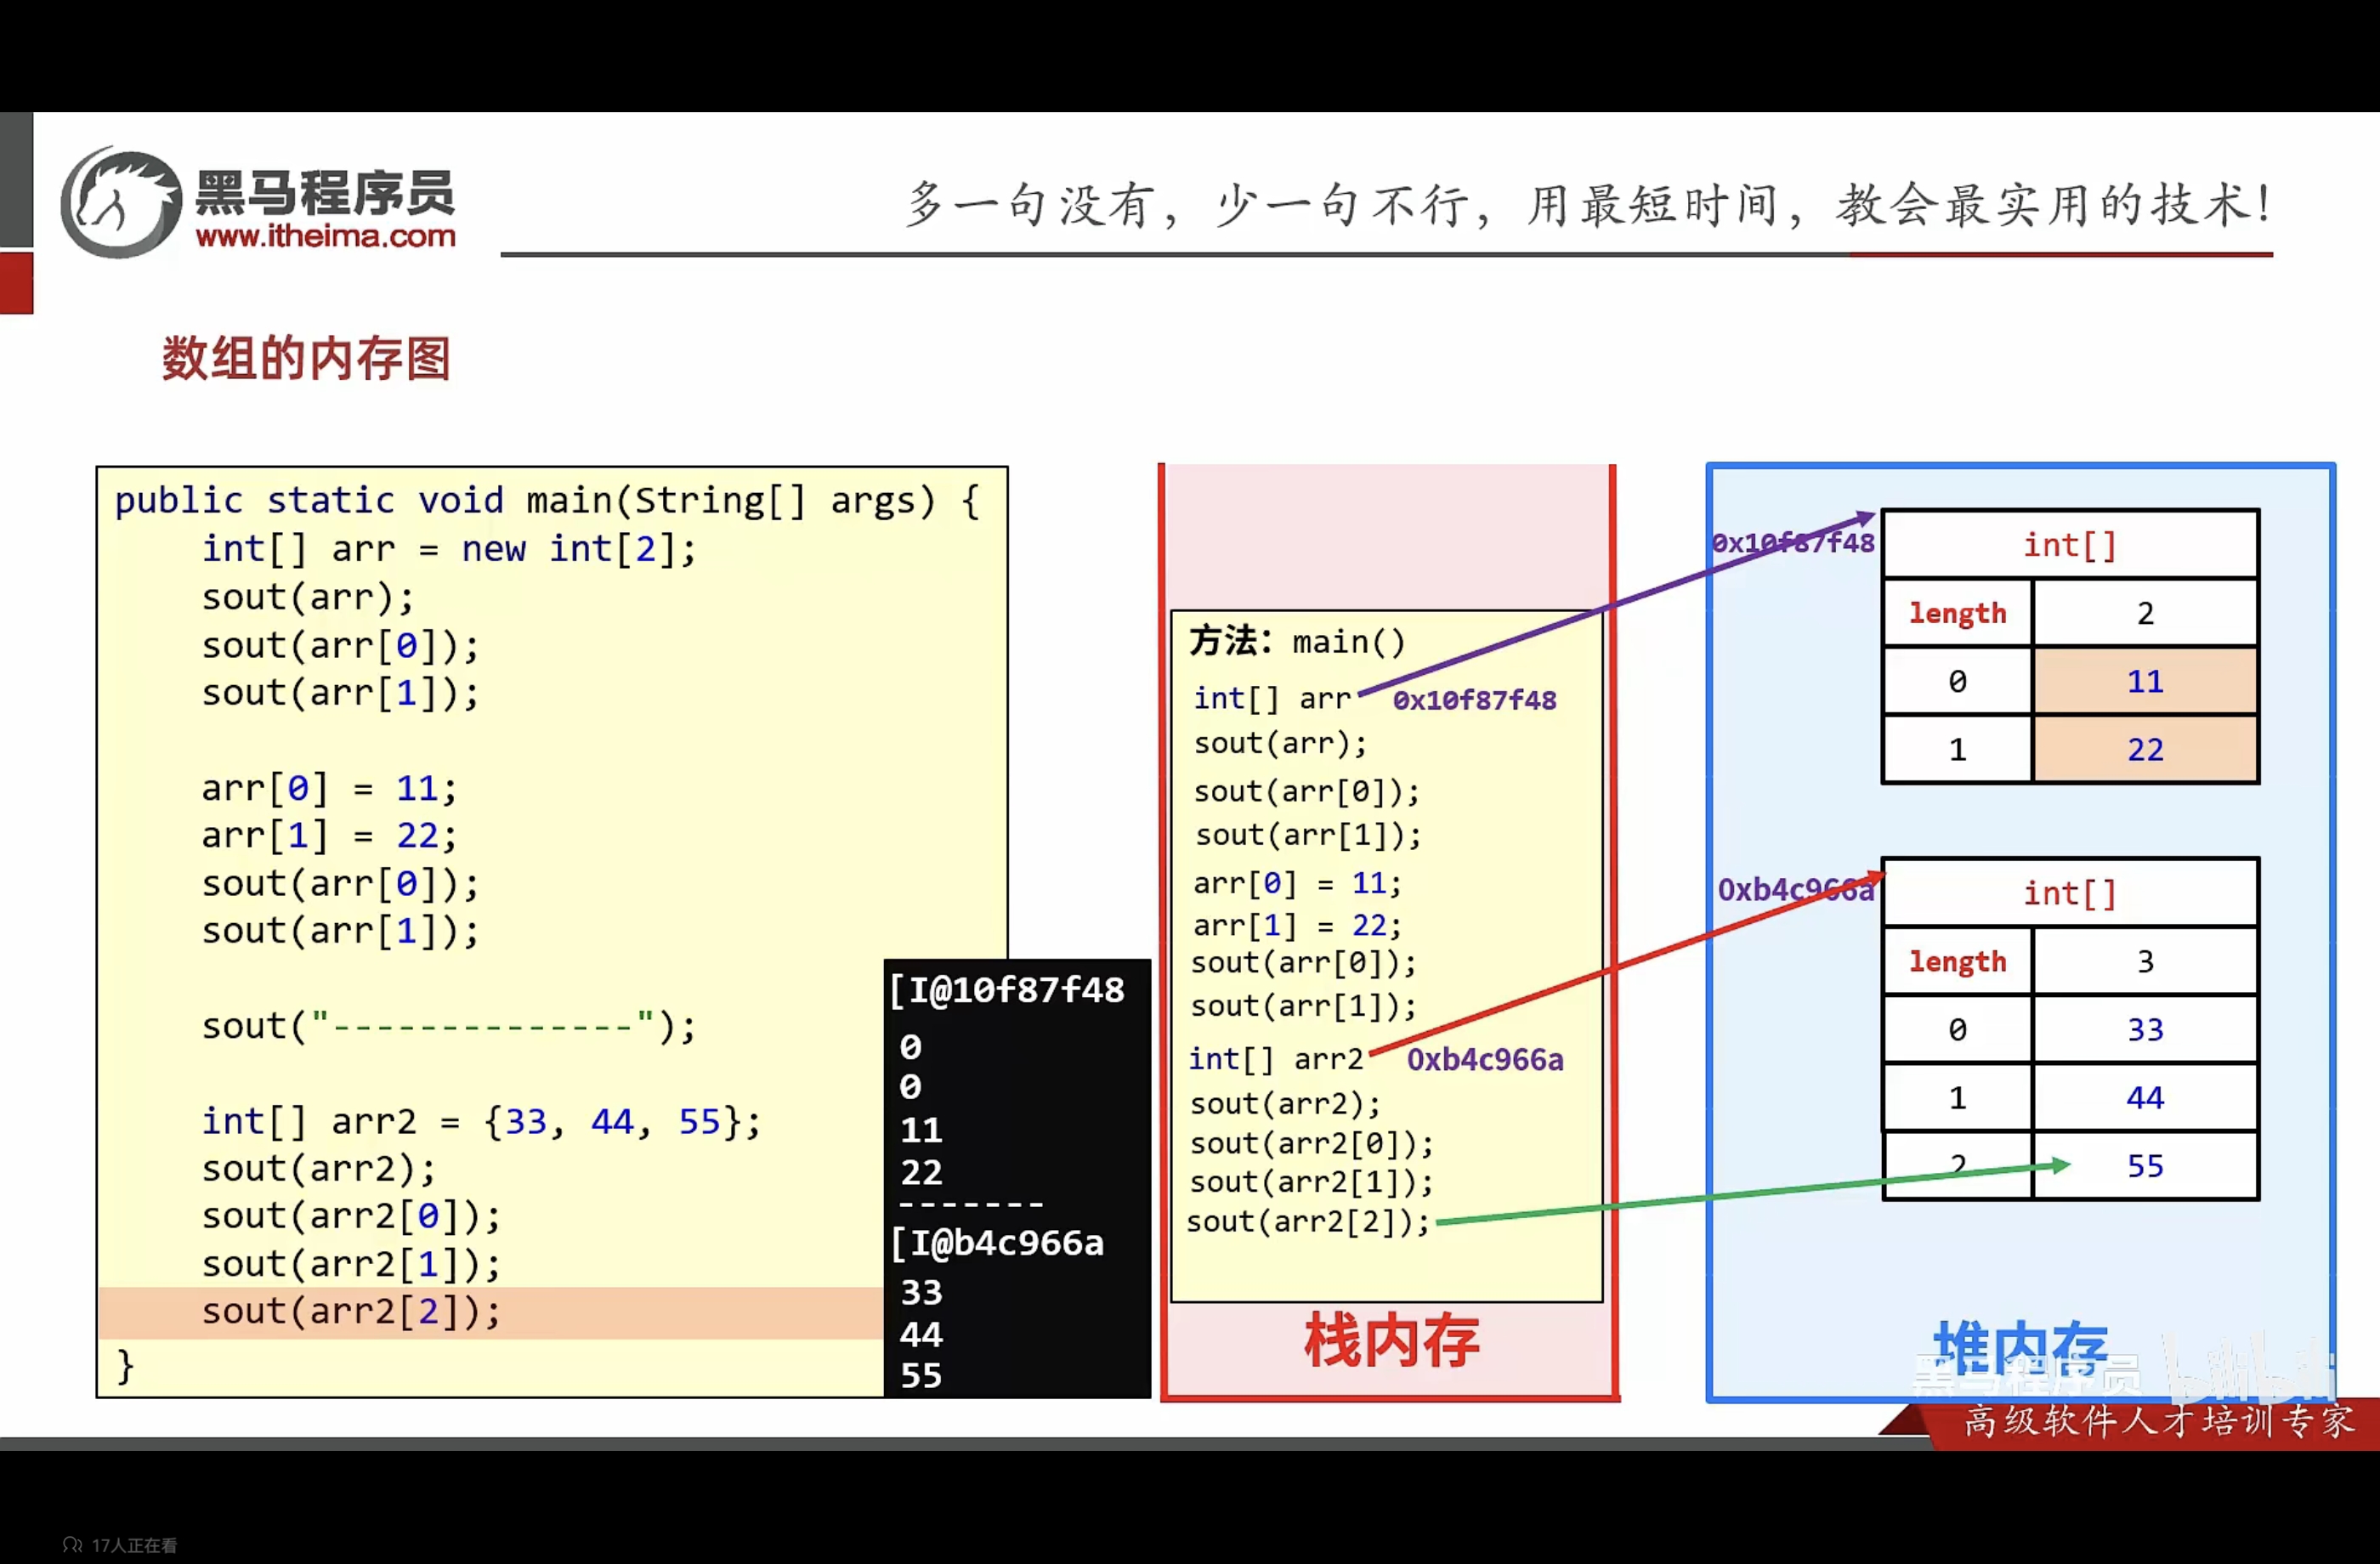 黑马程序员
www.itheima.com
多一句没有，少一句不行，用最短时间，教会最实用的技术！
数组的内存图
public static void main(String[] args) {
int[] arr = new int[2];
sout(arr);
sout(arr[0]);
sout(arr[1]);
arr[0] = 11;
arr[1] = 22;
sout(arr[0]);
sout(arr[1]);
sout("--------------");
int[] arr2 = {33, 44, 55};
sout(arr2);
sout(arr2[0]);
sout(arr2[1]);
sout(arr2[2]);
}
[I@10f87f48
0
0
11
22
-------
[I@b4c966a
33
44
55
方法：main()
int[] arr 0x10f87f48
sout(arr);
sout(arr[0]);
sout(arr[1]);
arr[0] = 11;
arr[1] = 22;
sout(arr[0]);
sout(arr[1]);
int[] arr2 0xb4c966a
sout(arr2);
sout(arr2[0]);
sout(arr2[1]);
sout(arr2[2]);
栈内存
0x10f87f48
int[]
length 2
0 11
1 22
0xb4c966a
int[]
length 3
0 33
1 44
2 55
堆内存
黑马程序员 bilibili
高级软件人才培训专家
17人正在看